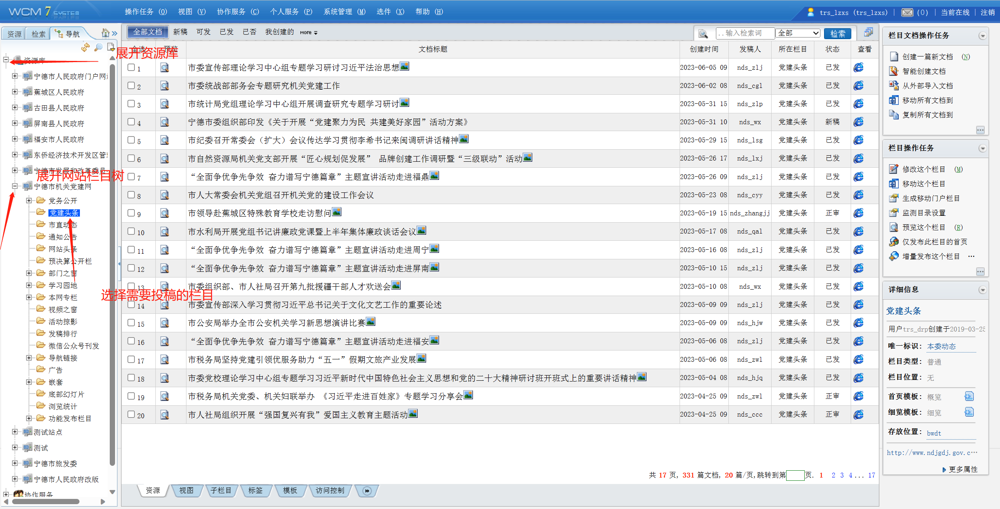 WCM 7 SYSTEM
操作任务 (O) 视图 (V) 协作服务 (C) 个人服务 (P) 系统管理 (M) 选件 (X) 帮助 (H)
trs_lzxs (trs_lzxs) | (0) | 当前在线 | 注销
资源 检索 导航
全部文档 新稿 可发 已发 已否 我创建的 MORE
..输入检索词 全部 检索
展开资源库
资源库
宁德市人民政府门户网站
蕉城区人民政府
古田县人民政府
屏南县人民政府
福安市人民政府
东侨经济技术开发区管
宁德市发展和改革委员
展开网站栏目树
宁德市机关党建网
党务公开
党建头条
市直动态
通知公告
网站头条
预决算公开栏
部门之窗
学习园地
选择需要投稿的栏目
本网专栏
视频之窗
活动掠影
发稿排行
微信公众号刊发
导航链接
广告
嵌套
底部幻灯片
浏览统计
功能发布栏目
测试站点
测试
宁德市旅发委
宁德市人民政府改版
协作服务
全选 预览 文档标题 创建时间 发稿人 所在栏目 状态 查看
1 市委宣传部理论学习中心组专题学习研讨习近平法治思想 2023-06-05 09 nds_zlj 党建头条 已发
2 市委统战部部务会专题研究机关党建工作 2023-06-02 08 nds_cgl 党建头条 已发
3 市统计局党组理论学习中心组开展调查研究专题学习研讨 2023-05-31 15 nds_zlp 党建头条 已发
4 宁德市委组织部印发《关于开展“党建聚力为民 共建美好家园”活动方案》 2023-05-31 10 nds_wx 党建头条 新稿
5 市纪委召开常委会（扩大）会议传达学习贯彻李希书记来闽调研讲话精神 2023-05-29 15 nds_lsg 党建头条 已发
6 市自然资源局机关党支部开展“匠心规划促发展” 品牌创建工作调研暨“三级联动”活动 2023-05-26 17 nds_lxj 党建头条 已发
7 “全面争优争先争效 奋力谱写宁德篇章”主题宣讲活动走进福鼎 2023-05-26 09 nds_zlj 党建头条 已发
8 市人大常委会机关党组召开机关党的建设工作会议 2023-05-23 08 nds_cyy 党建头条 已发
9 市领导赴蕉城区特殊教育学校走访慰问 2023-05-19 15 nds_zhangjj 党建头条 正审
10 市水利局开展党组书记讲廉政党课暨上半年集体廉政谈话会议 2023-05-17 08 nds_qal 党建头条 已发
11 “全面争优争先争效 奋力谱写宁德篇章”主题宣讲活动走进周宁 2023-05-16 08 nds_zlj 党建头条 已发
12 “全面争优争先争效 奋力谱写宁德篇章”主题宣讲活动走进屏南 2023-05-10 15 nds_zlj 党建头条 已发
13 市委组织部、市人社局召开第九批援疆干部人才欢送会 2023-05-10 08 nds_wx 党建头条 已发
14 市委宣传部深入学习贯彻习近平总书记关于文化文艺工作的重要论述 2023-05-09 09 nds_zlj 党建头条 已发
15 市公安局举办全市公安机关学习新思想演讲比赛 2023-05-09 09 nds_hjw 党建头条 已发
16 “全面争优争先争效 奋力谱写宁德篇章”主题宣讲活动走进福安 2023-05-06 08 nds_zlj 党建头条 已发
17 市税务局坚持党建引领优服务助力“五一”假期文旅产业发展 2023-05-06 08 nds_zwl 党建头条 已发
18 市委党校理论学习中心组专题学习习近平新时代中国特色社会主义思想和党的二十大精神研讨班开班式上的重要讲话精神 2023-05-04 08 nds_hjq 党建头条 已发
19 市税务局机关党委、机关妇联举办 《习近平走进百姓家》专题学习分享会 2023-04-25 09 nds_zwl 党建头条 正审
20 市人社局组织开展“强国复兴有我”爱国主义教育主题活动 2023-04-25 09 nds_ccc 党建头条 正审
共 17 页, 331 篇文档, 20 篇/页,跳转到第 页. 1 2 3 4... 17
资源 视图 子栏目 标签 模板 访问控制
栏目文档操作任务
创建一篇新文档 (N)
智能创建文档
从外部导入文档
移动所有文档到
复制所有文档到
栏目操作任务
修改这个栏目 (M)
移动这个栏目
生成移动门户栏目
监测目录设置
预览这个栏目 (R)
仅发布此栏目的首页
增量发布这个栏目 …
详细信息
党建头条
用户trs_drp创建于2019-03-25
唯一标识: 本委动态
栏目类型: 普通
栏目位置: 无
首页模板: 概览
细览模板: 细览
存放位置: bwdt
http://www.ndjgdj.gov.c…
更多属性